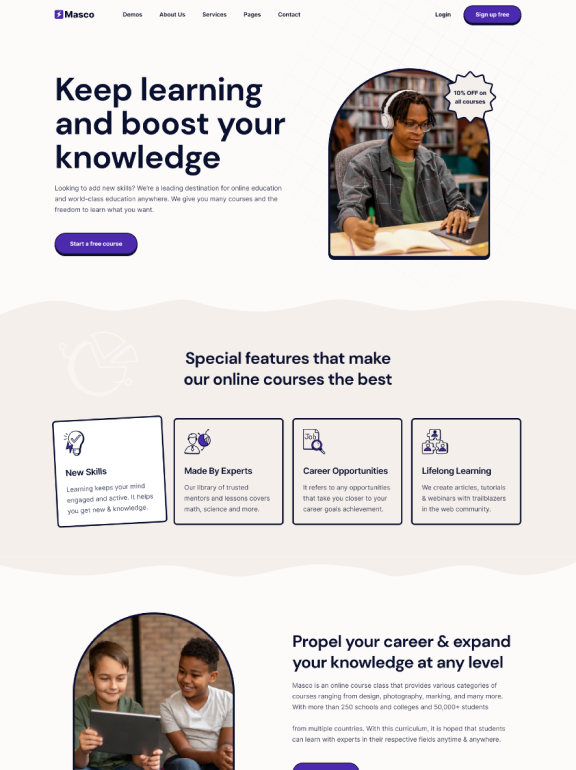 Masco
Demos
About Us
Services
Pages
Contact
Login
Sign up free
Keep learning
and boost your
knowledge
10% OFF on
all courses
Looking to add new skills? We're a leading destination for online education
and world-class education anywhere. We give you many courses and the
freedom to learn what you want.
Start a free course
Special features that make
our online courses the best
New Skills
Learning keeps your mind
engaged and active. It helps
you get new & knowledge.
Made By Experts
Our library of trusted
mentors and lessons covers
math, science and more.
Job
Career Opportunities
It refers to any opportunities
that take you closer to your
career goals achievement.
Lifelong Learning
We create articles, tutorials
& webinars with trailblazers
in the web community.
Propel your career & expand
your knowledge at any level
Masco is an online course class that provides various categories of
courses ranging from design, photography, marking, and many more.
With more than 250 schools and colleges and 50,000+ students
from multiple countries. With this curriculum, it is hoped that students
can learn with experts in their respective fields anytime & anywhere.